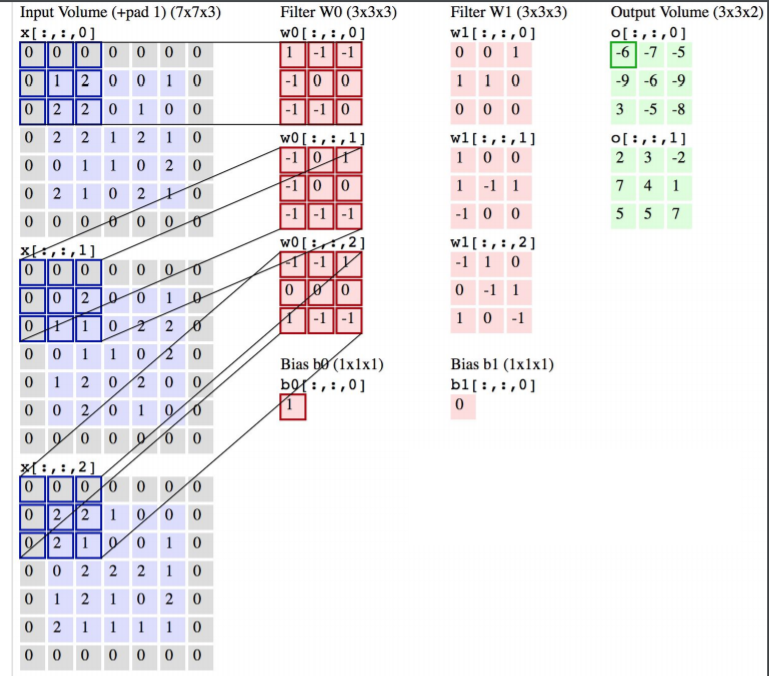 Input Volume (+pad 1) (7x7x3)
x[:,:,0]
0 0 0 0 0 0 0
0 1 2 0 0 1 0
0 2 2 0 1 0 0
0 2 2 1 2 1 0
0 0 1 1 0 2 0
0 2 1 0 2 1 0
0 0 0 0 0 0 0
x[:,:,1]
0 0 0 0 0 0 0
0 0 2 0 0 1 0
0 1 1 0 2 2 0
0 0 1 1 0 2 0
0 1 2 0 2 0 0
0 0 2 0 1 0 0
0 0 0 0 0 0 0
x[:,:,2]
0 0 0 0 0 0 0
0 2 2 1 0 0 0
0 2 1 0 0 1 0
0 0 2 2 2 1 0
0 1 2 1 0 2 0
0 2 1 1 1 1 0
0 0 0 0 0 0 0
Filter W0 (3x3x3)
w0[:,:,0]
1 -1 -1
-1 0 0
-1 -1 0
w0[:,:,1]
-1 0 1
-1 0 0
-1 -1 -1
w0[:,:,2]
-1 -1 1
0 0 0
1 -1 -1
Bias b0 (1x1x1)
b0[:,:,0]
1
Filter W1 (3x3x3)
w1[:,:,0]
0 0 1
1 1 0
0 0 0
w1[:,:,1]
1 0 0
1 -1 1
-1 0 0
w1[:,:,2]
-1 1 0
0 -1 1
1 0 -1
Bias b1 (1x1x1)
b1[:,:,0]
0
Output Volume (3x3x2)
o[:,:,0]
-6 -7 -5
-9 -6 -9
3 -5 -8
o[:,:,1]
2 3 -2
7 4 1
5 5 7